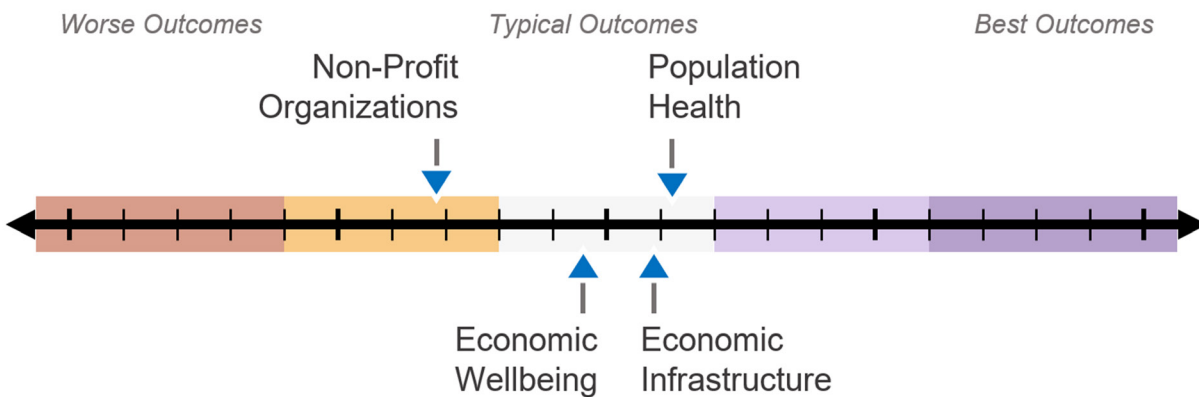 Worse Outcomes
Typical Outcomes
Best Outcomes
Non-Profit
Organizations
Population
Health
Economic
Wellbeing
Economic
Infrastructure